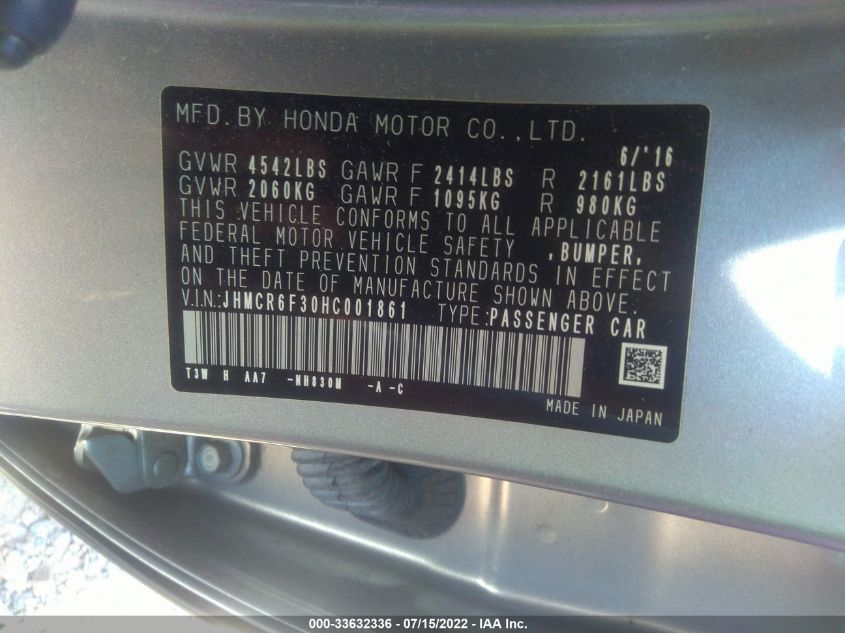 MFD. BY HONDA MOTOR CO., LTD.
6/'16
GVWR 4542LBS GAWR F 2414LBS R 2161LBS
GVWR 2060KG GAWR F 1095KG R 980KG
THIS VEHICLE CONFORMS TO ALL APPLICABLE
FEDERAL MOTOR VEHICLE SAFETY ,BUMPER,
AND THEFT PREVENTION STANDARDS IN EFFECT
ON THE DATE OF MANUFACTURE SHOWN ABOVE.
V.IN.:JHMCR6F30HC001861 TYPE:PASSENGER CAR
T3W H AA7 -NH830M -A-C
MADE IN JAPAN
000-33632336 - 07/15/2022 - IAA Inc.